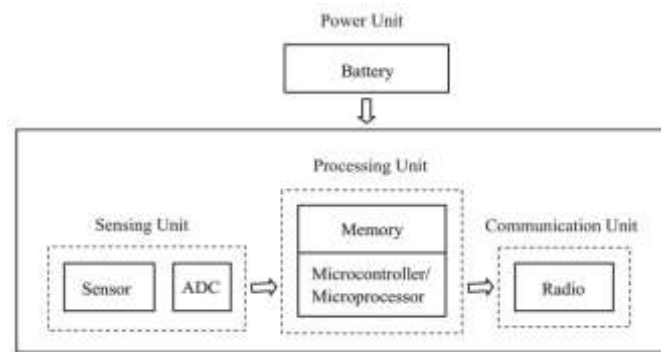 Power Unit
Battery
Processing Unit
Sensing Unit
Memory
Communication Unit
Sensor
ADC
Microcontroller/
Microprocessor
Radio